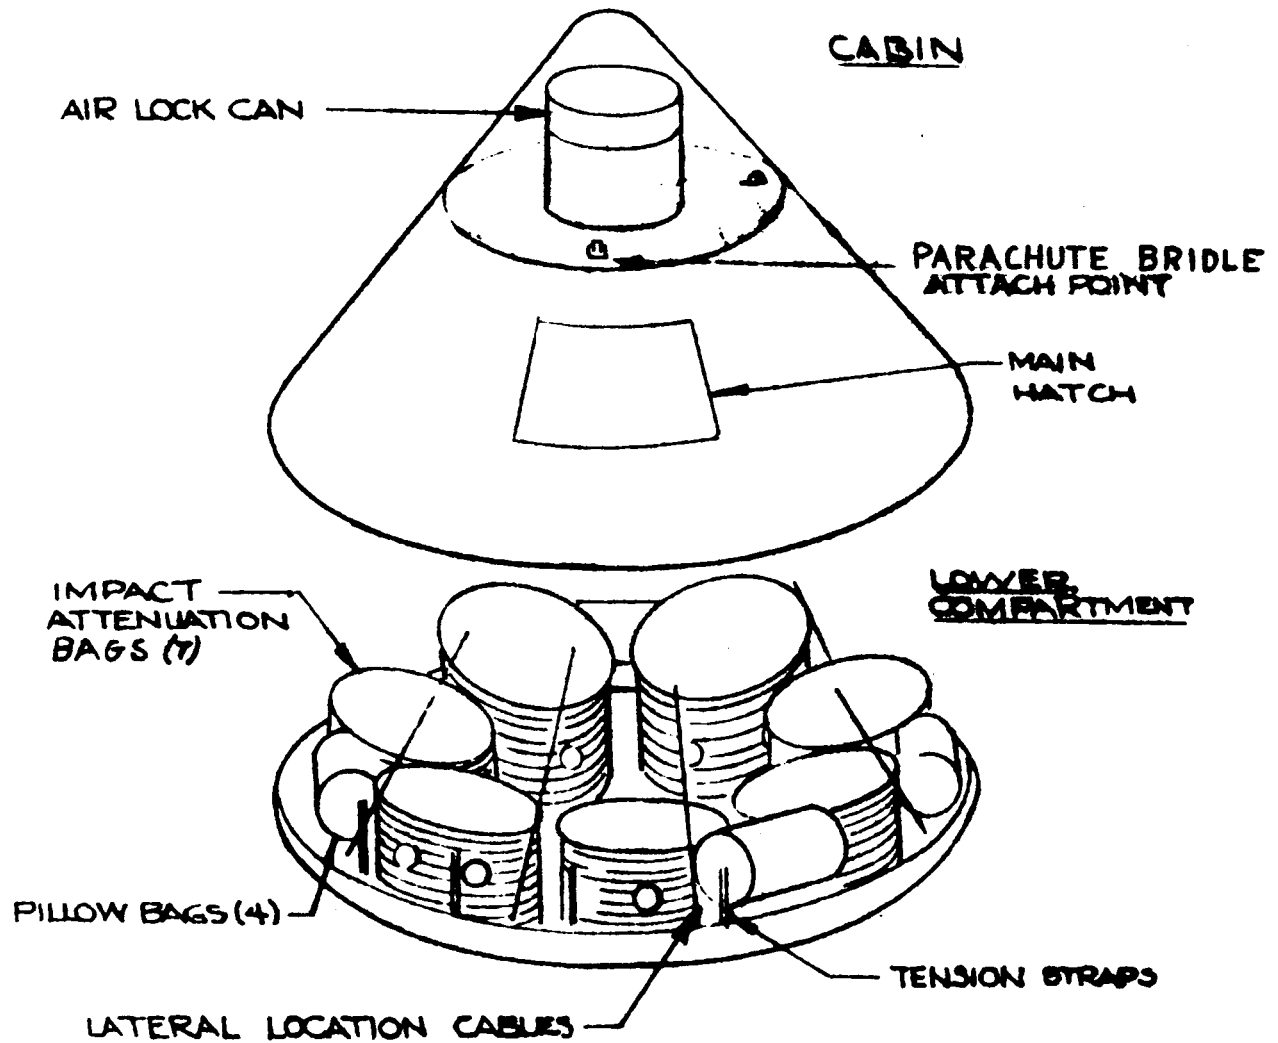 CABIN
AIR LOCK CAN
PARACHUTE BRIDLE
ATTACH POINT
MAIN
HATCH
IMPACT
ATTENUATION
BAGS (7)
LOWER
COMPARTMENT
PILLOW BAGS (4)
TENSION STRAPS
LATERAL LOCATION CABLES